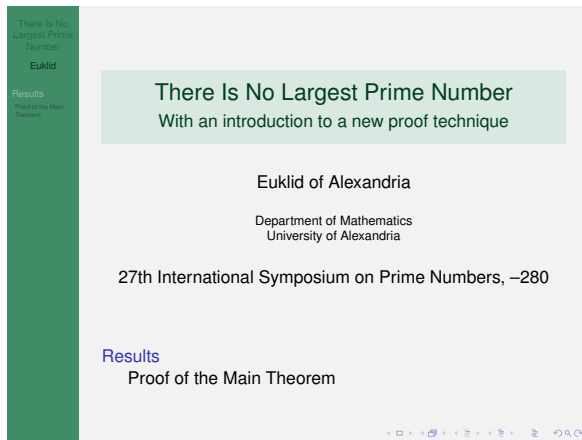 There Is No
Largest Prime
Number
Euklid
Results
Proof of the Main
Theorem
There Is No Largest Prime Number
With an introduction to a new proof technique
Euklid of Alexandria
Department of Mathematics
University of Alexandria
27th International Symposium on Prime Numbers, –280
Results
Proof of the Main Theorem